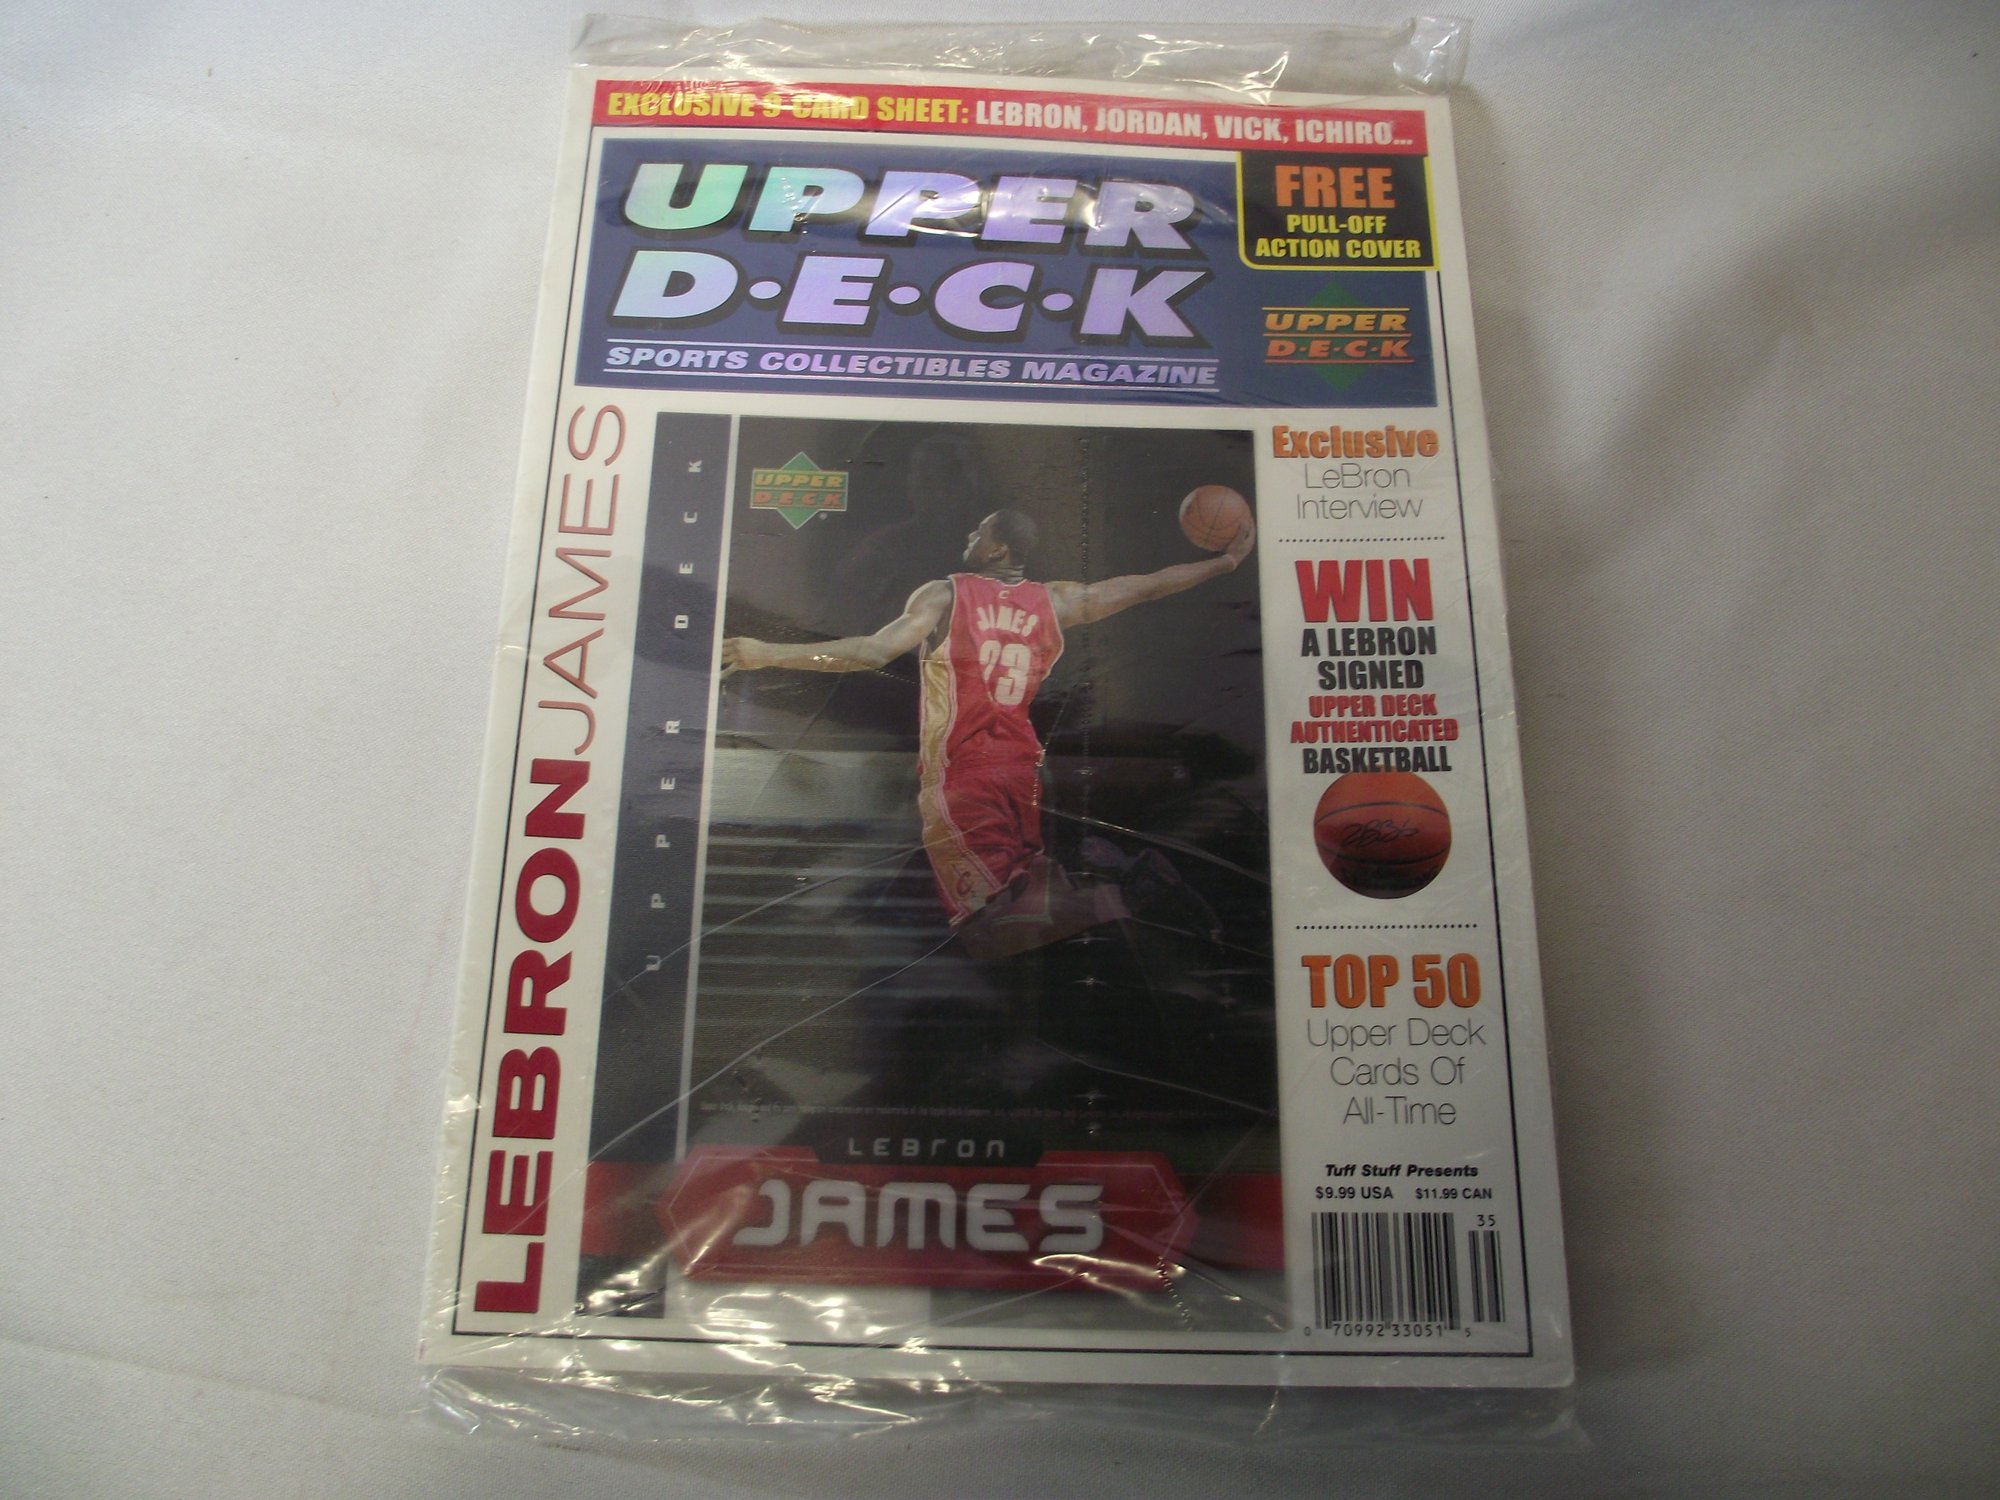 EXCLUSIVE 9-CARD SHEET: LEBRON, JORDAN, VICK, ICHIRO...
UPPER
D·E·C·K
SPORTS COLLECTIBLES MAGAZINE
FREE
PULL-OFF
ACTION COVER
UPPER
D·E·C·K
LEBRON JAMES
UPPER DECK
UPPER
D·E·C·K
JAMES
23
LEBRON
JAMES
Exclusive
LeBron
Interview
WIN
A LEBRON
SIGNED
UPPER DECK
AUTHENTICATED
BASKETBALL
TOP 50
Upper Deck
Cards Of
All-Time
Tuff Stuff Presents
$9.99 USA $11.99 CAN
35
0 70992 33051 5